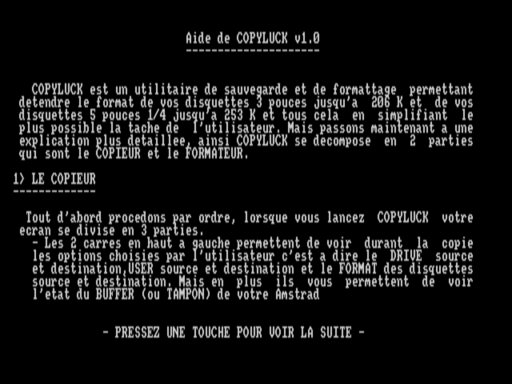 Aide de COPYLUCK v1.0
---------------------
COPYLUCK est un utilitaire de sauvegarde et de formattage permettant
detendre le format de vos disquettes 3 pouces jusqu'a 206 K et de vos
disquettes 5 pouces 1/4 jusqu'a 253 K et tous cela en simplifiant le
plus possible la tache de l'utilisateur. Mais passons maintenant a une
explication plus detaillee, ainsi COPYLUCK se decompose en 2 parties
qui sont le COPIEUR et le FORMATEUR.
1) LE COPIEUR
-------------
Tout d'abord procedons par ordre, lorsque vous lancez COPYLUCK votre
ecran se divise en 3 parties.
- Les 2 carres en haut a gauche permettent de voir durant la copie
les options choisies par l'utilisateur c'est a dire le DRIVE source
et destination,USER source et destination et le FORMAT des disquettes
source et destination. Mais en plus ils vous permettent de voir
l'etat du BUFFER (ou TAMPON) de votre Amstrad
- PRESSEZ UNE TOUCHE POUR VOIR LA SUITE -